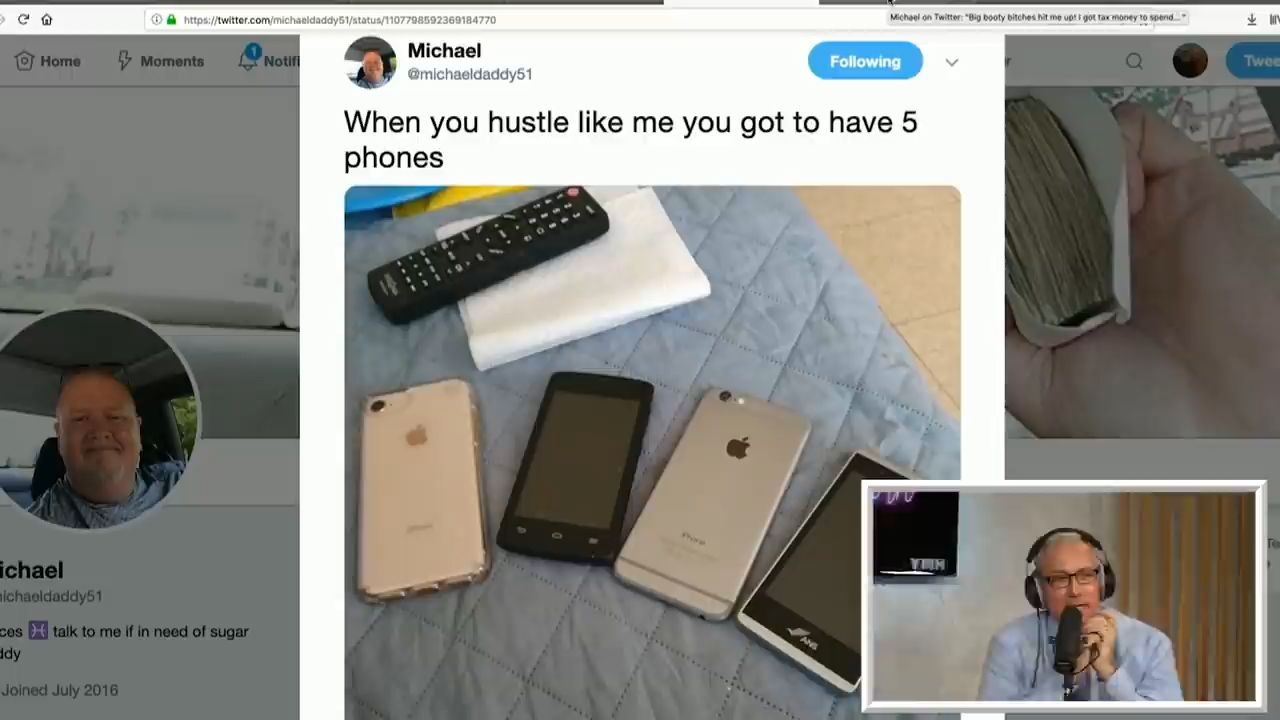 https://twitter.com/michaeldaddy51/status/1107798592369184770
Michael on Twitter: "Big booty bitches hit me up! I got tax money to spend..."
Home
Moments
1
Notifi
Michael
@michaeldaddy51
Following
Twee
When you hustle like me you got to have 5
phones
iPhone
ANS
ichael
ichaeldaddy51
ces ♓ talk to me if in need of sugar
ddy
Joined July 2016